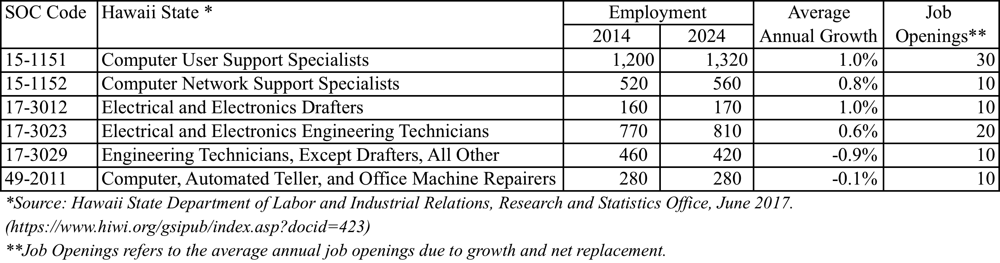 SOC Code Hawaii State * Employment Average Job
2014 2024 Annual Growth Openings**
15-1151 Computer User Support Specialists 1,200 1,320 1.0% 30
15-1152 Computer Network Support Specialists 520 560 0.8% 10
17-3012 Electrical and Electronics Drafters 160 170 1.0% 10
17-3023 Electrical and Electronics Engineering Technicians 770 810 0.6% 20
17-3029 Engineering Technicians, Except Drafters, All Other 460 420 -0.9% 10
49-2011 Computer, Automated Teller, and Office Machine Repairers 280 280 -0.1% 10
*Source: Hawaii State Department of Labor and Industrial Relations, Research and Statistics Office, June 2017.
(https://www.hiwi.org/gsipub/index.asp?docid=423)
**Job Openings refers to the average annual job openings due to growth and net replacement.